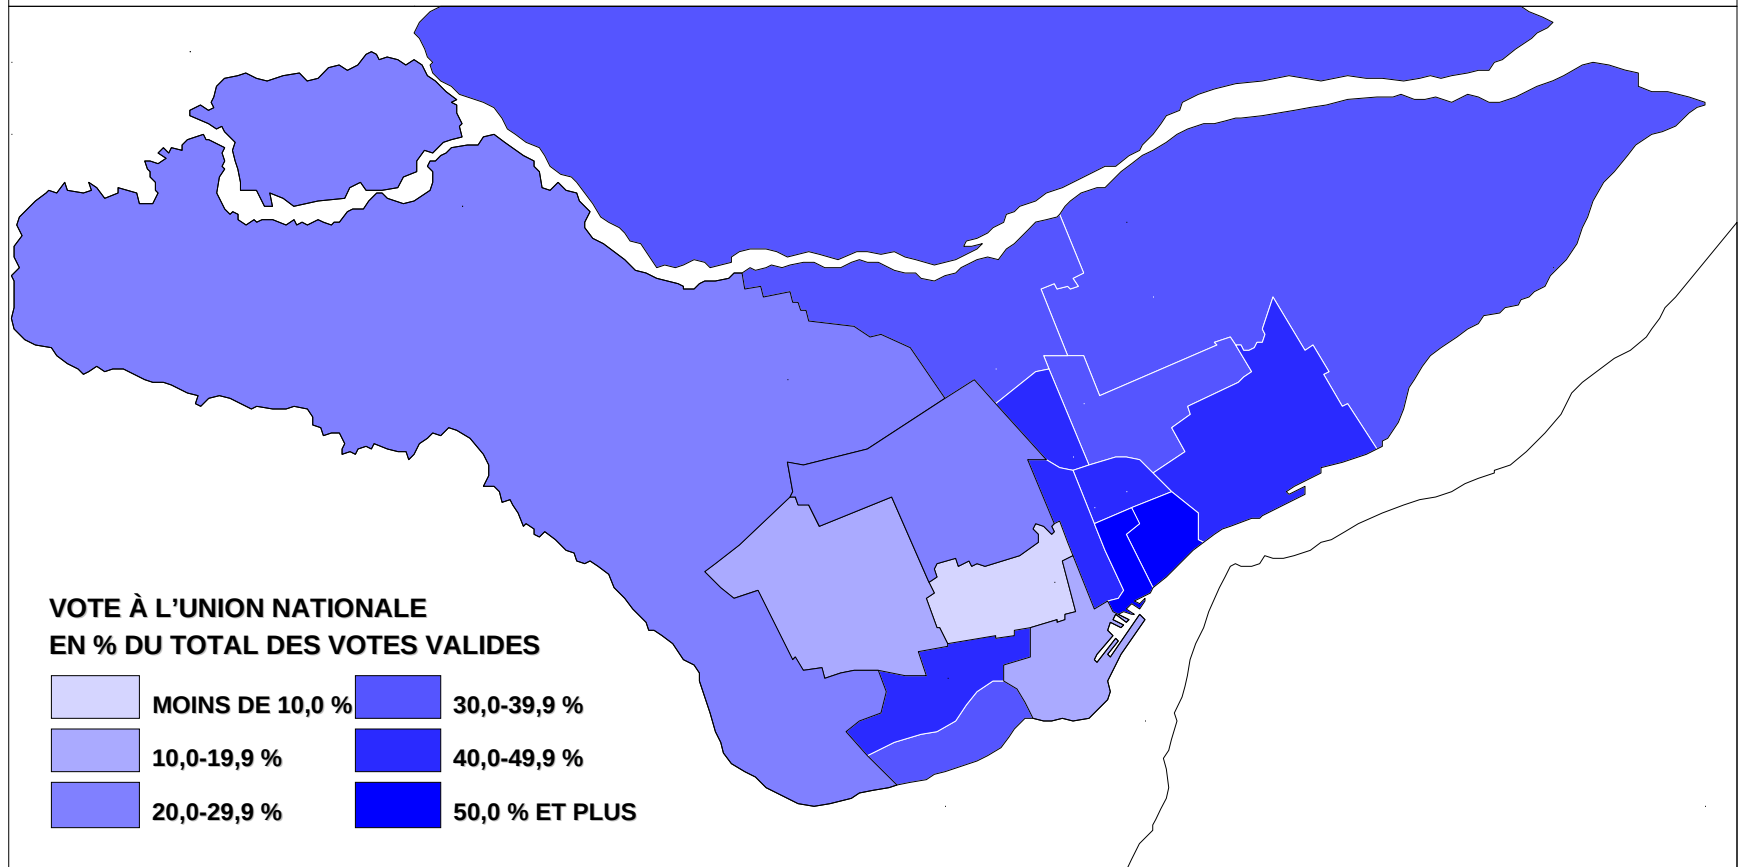 VOTE À L’UNION NATIONALE
EN % DU TOTAL DES VOTES VALIDES
MOINS DE 10,0 %
10,0-19,9 %
20,0-29,9 %
30,0-39,9 %
40,0-49,9 %
50,0 % ET PLUS